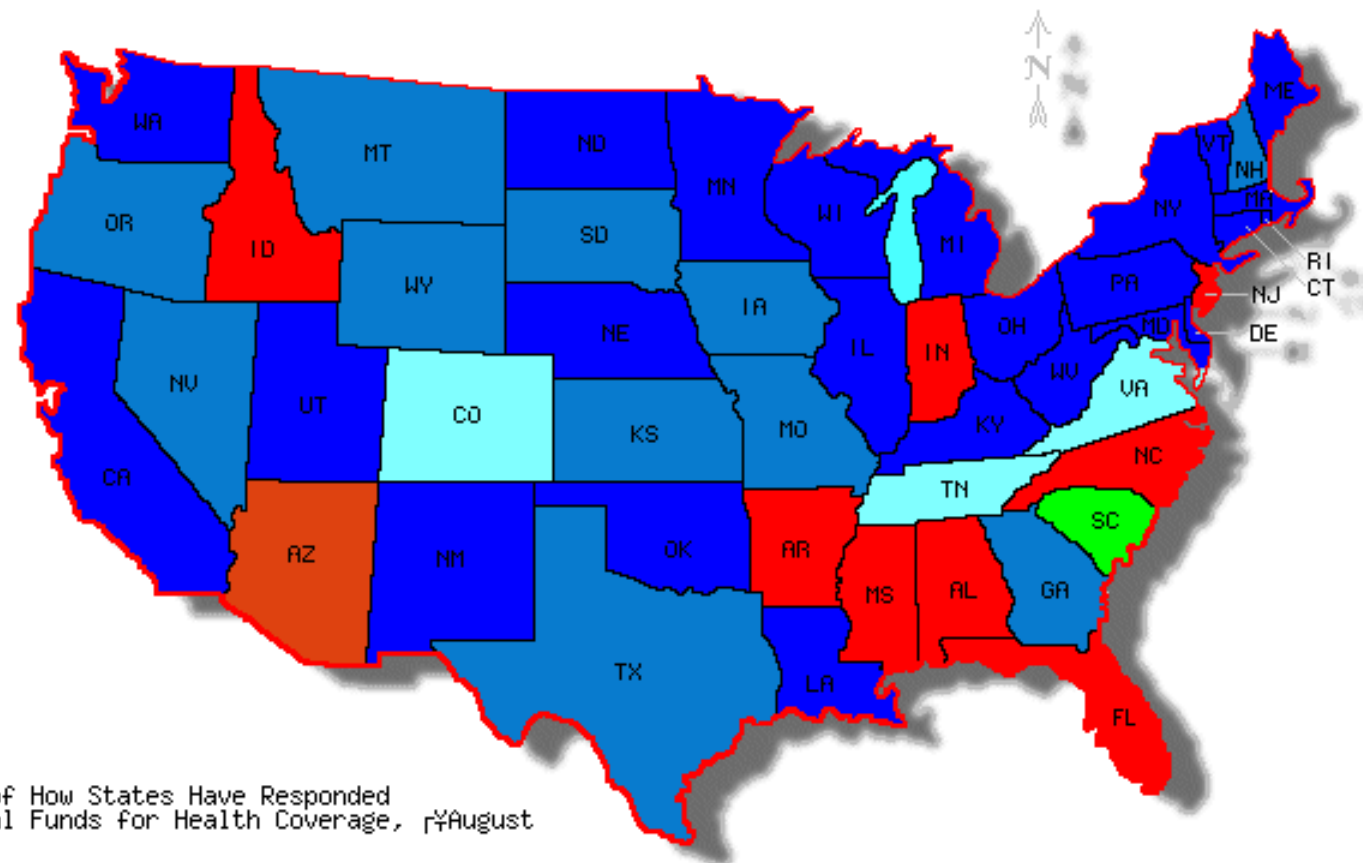 N
ME
WA
VT
ND
MT
NH
MN
MA
OR
WI
NY
SD
MI
ID
RI
CT
WY
PA
NJ
IA
MD
DE
NE
OH
IL
IN
WV
NV
VA
UT
CO
KY
KS
MO
NC
CA
TN
SC
AZ
OK
AR
NM
MS
AL
GA
TX
LA
FL
of How States Have Responded
al Funds for Health Coverage, August